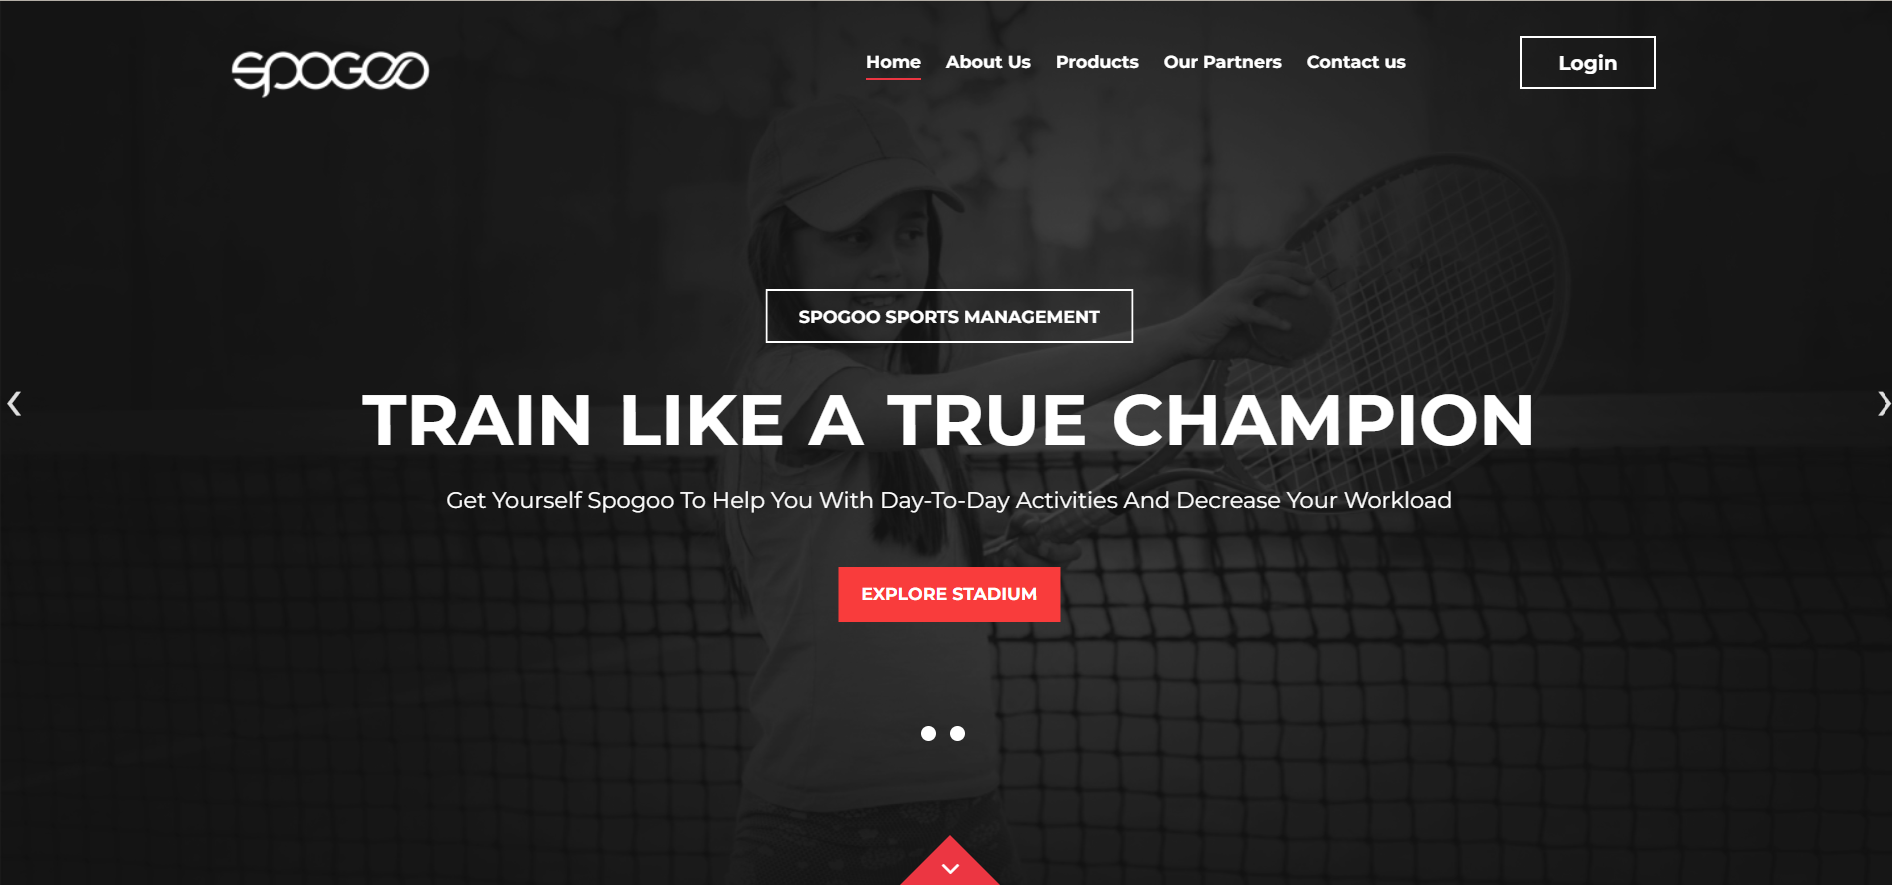 SPOGOO
Home About Us Products Our Partners Contact us Login
SPOGOO SPORTS MANAGEMENT
TRAIN LIKE A TRUE CHAMPION
Get Yourself Spogoo To Help You With Day-To-Day Activities And Decrease Your Workload
EXPLORE STADIUM